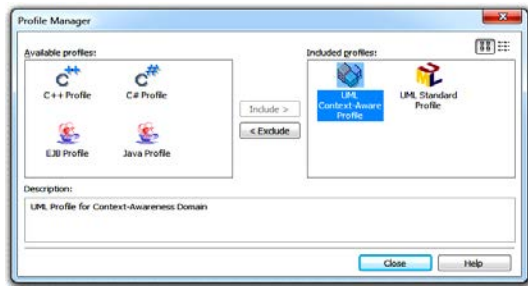 Profile Manager
Available profiles:
C++ Profile
C# Profile
EJB Profile
Java Profile
Include >
< Exclude
Included profiles:
UML
Context-Aware
Profile
UML Standard
Profile
Description:
UML Profile for Context-Awareness Domain
Close
Help